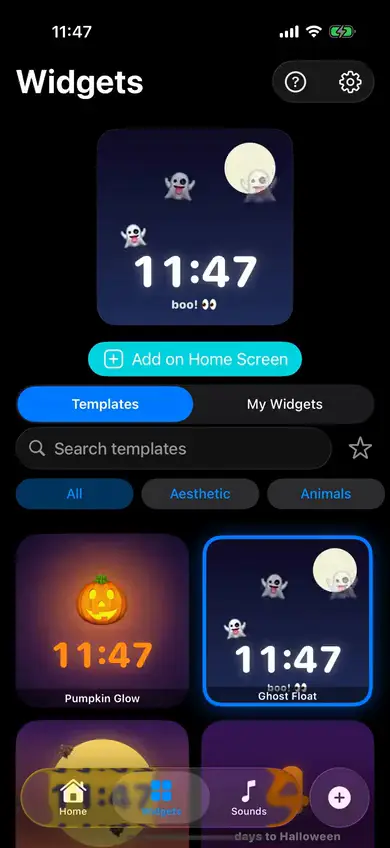 11:47
Widgets
11:47
boo! 👀
Add on Home Screen
Templates
My Widgets
Search templates
All
Aesthetic
Animals
11:47
Pumpkin Glow
11:47
boo! 👀
Ghost Float
Home
Widgets
Sounds
days to Halloween